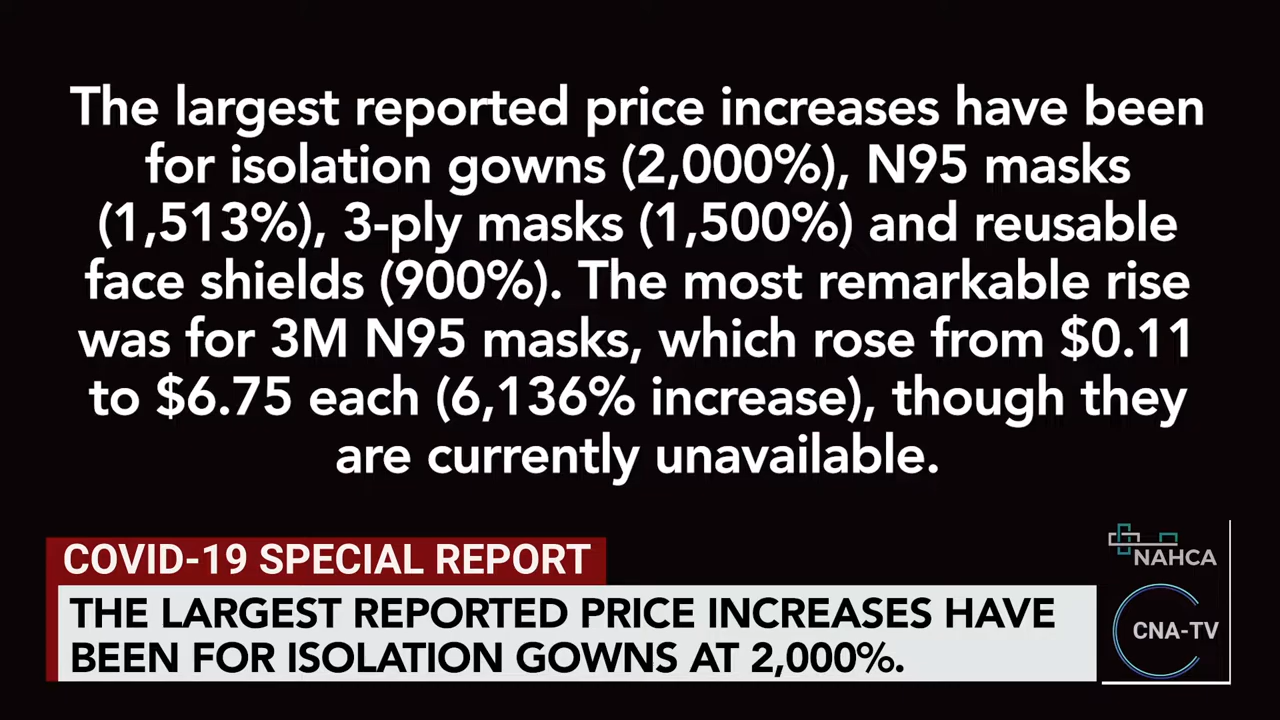 The largest reported price increases have been
for isolation gowns (2,000%), N95 masks
(1,513%), 3-ply masks (1,500%) and reusable
face shields (900%). The most remarkable rise
was for 3M N95 masks, which rose from $0.11
to $6.75 each (6,136% increase), though they
are currently unavailable.
COVID-19 SPECIAL REPORT
THE LARGEST REPORTED PRICE INCREASES HAVE
BEEN FOR ISOLATION GOWNS AT 2,000%.
NAHCA
CNA-TV